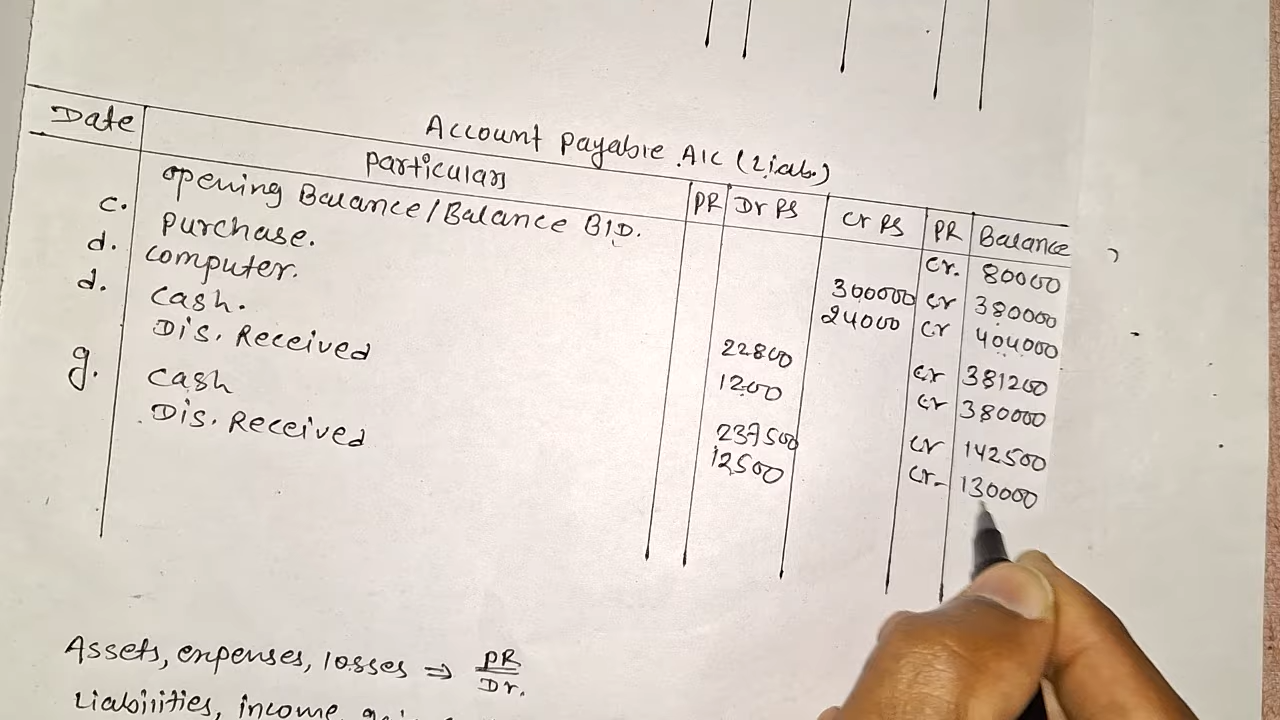 Account Payable A/C (Liab.)
Date Particulars PR Dr RS Cr RS PR Balance
Opening Balance/Balance B/D. Cr. 80000
c. Purchase. 300000 Cr 380000
d. Computer. 24000 Cr 404000
d. Cash. 22800 Cr 381200
Dis. Received 1200 Cr 380000
g. Cash 237500 Cr 142500
Dis. Received 12500 Cr. 130000
Assets, expenses, losses ⇒ PR
Dr.
Liabilities, income,